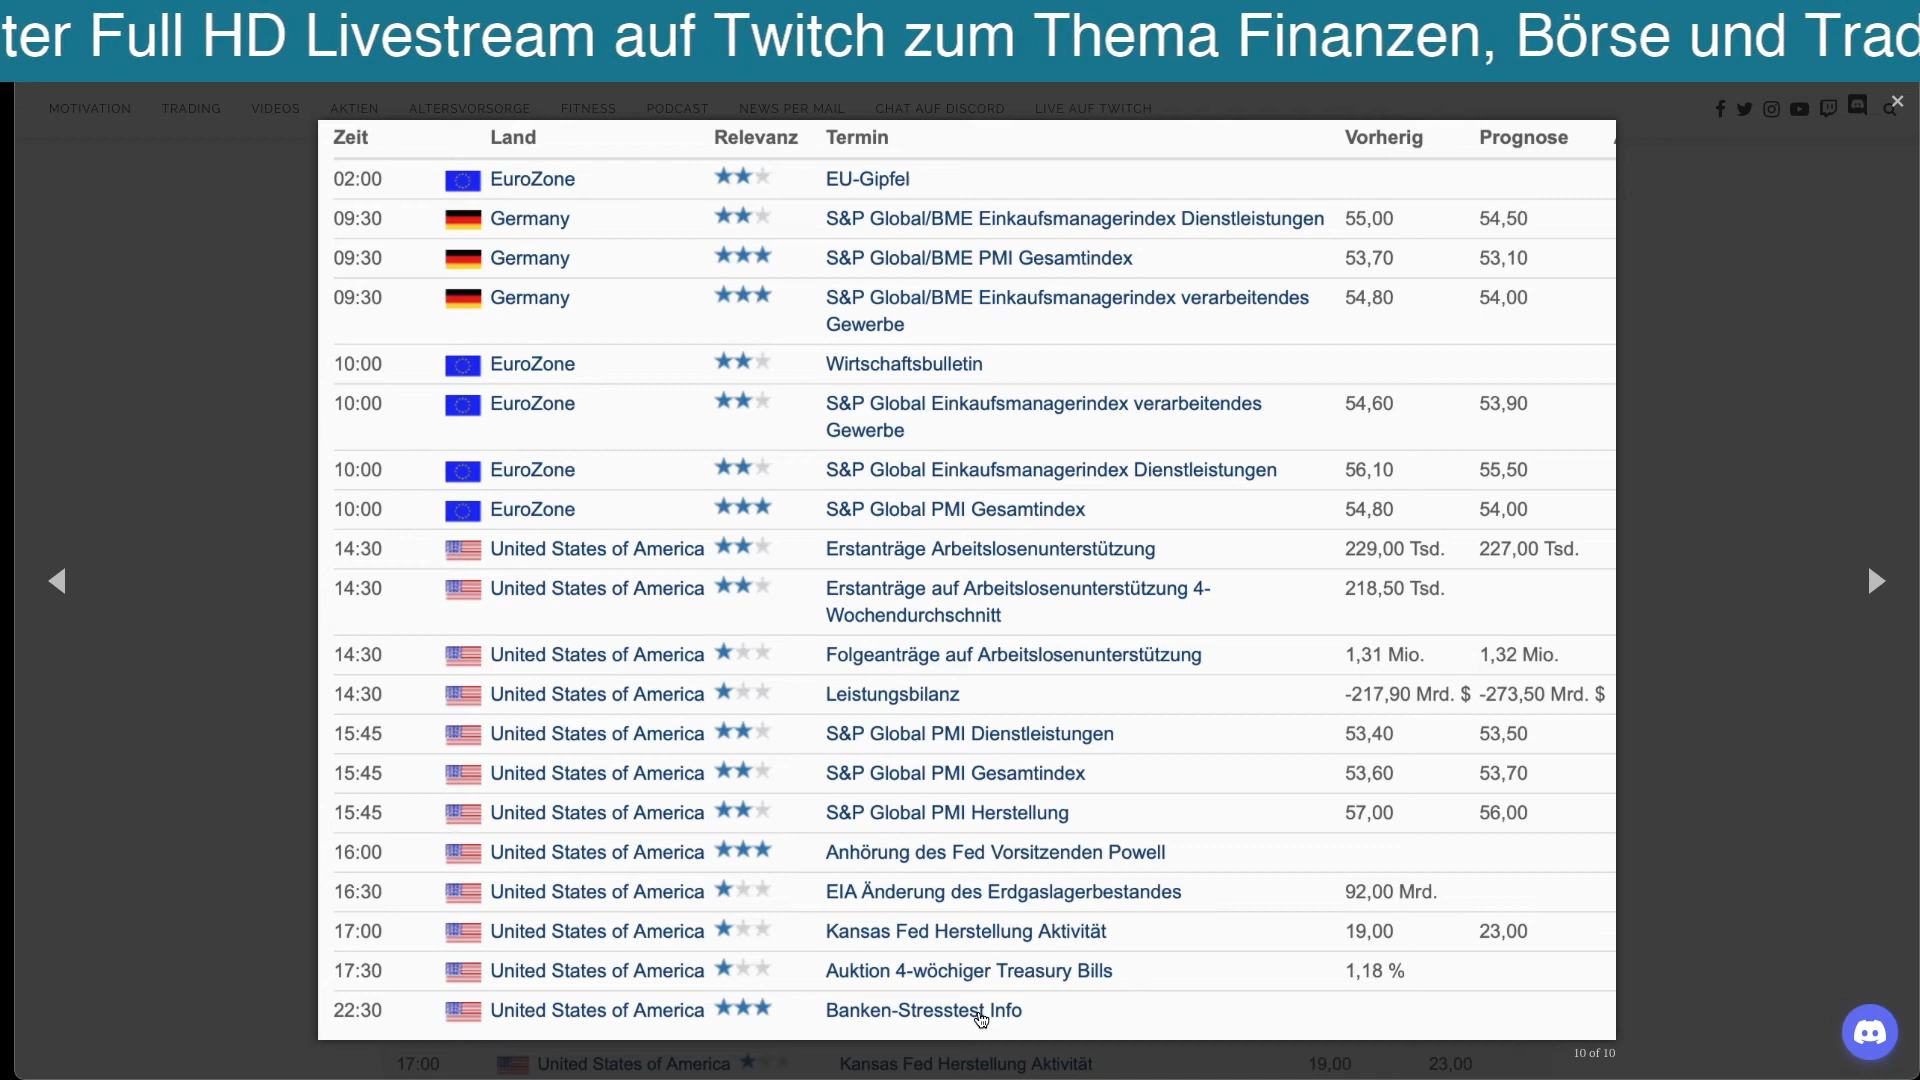 ter Full HD Livestream auf Twitch zum Thema Finanzen, Börse und Trad
MOTIVATION TRADING VIDEOS AKTIEN ALTERSVORSORGE FITNESS PODCAST NEWS PER MAIL CHAT AUF DISCORD LIVE AUF TWITCH
Zeit Land Relevanz Termin Vorherig Prognose
02:00 EuroZone EU-Gipfel
09:30 Germany S&P Global/BME Einkaufsmanagerindex Dienstleistungen 55,00 54,50
09:30 Germany S&P Global/BME PMI Gesamtindex 53,70 53,10
09:30 Germany S&P Global/BME Einkaufsmanagerindex verarbeitendes 54,80 54,00
Gewerbe
10:00 EuroZone Wirtschaftsbulletin
10:00 EuroZone S&P Global Einkaufsmanagerindex verarbeitendes 54,60 53,90
Gewerbe
10:00 EuroZone S&P Global Einkaufsmanagerindex Dienstleistungen 56,10 55,50
10:00 EuroZone S&P Global PMI Gesamtindex 54,80 54,00
14:30 United States of America Erstanträge Arbeitslosenunterstützung 229,00 Tsd. 227,00 Tsd.
14:30 United States of America Erstanträge auf Arbeitslosenunterstützung 4- 218,50 Tsd.
Wochendurchschnitt
14:30 United States of America Folgeanträge auf Arbeitslosenunterstützung 1,31 Mio. 1,32 Mio.
14:30 United States of America Leistungsbilanz -217,90 Mrd. $ -273,50 Mrd. $
15:45 United States of America S&P Global PMI Dienstleistungen 53,40 53,50
15:45 United States of America S&P Global PMI Gesamtindex 53,60 53,70
15:45 United States of America S&P Global PMI Herstellung 57,00 56,00
16:00 United States of America Anhörung des Fed Vorsitzenden Powell
16:30 United States of America EIA Änderung des Erdgaslagerbestandes 92,00 Mrd.
17:00 United States of America Kansas Fed Herstellung Aktivität 19,00 23,00
17:30 United States of America Auktion 4-wöchiger Treasury Bills 1,18 %
22:30 United States of America Banken-Stresstest Info
10 of 10
17:00 United States of America Kansas Fed Herstellung Aktivität 19,00 23,00